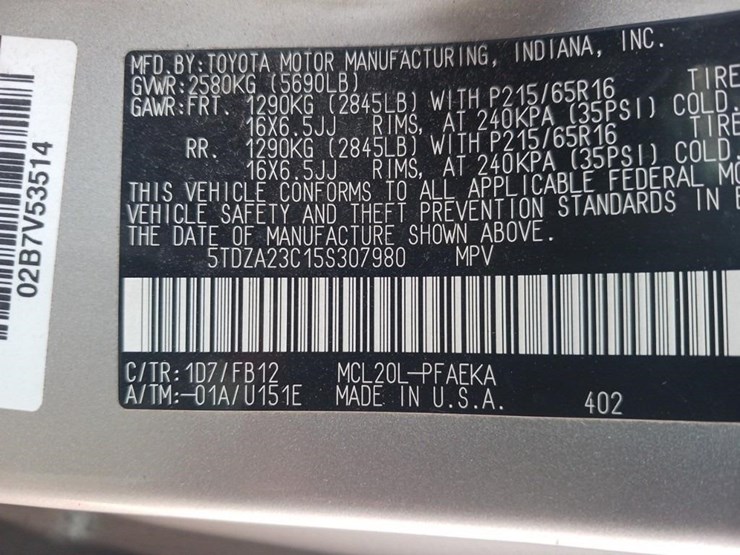 MFD.BY:TOYOTA MOTOR MANUFACTURING, INDIANA, INC.
GVWR:2580KG (5690LB)
GAWR:FRT. 1290KG (2845LB) WITH P215/65R16 TIRE
16X6.5JJ RIMS, AT 240KPA (35PSI) COLD.
RR. 1290KG (2845LB) WITH P215/65R16 TIRE
16X6.5JJ RIMS, AT 240KPA (35PSI) COLD.
THIS VEHICLE CONFORMS TO ALL APPLICABLE FEDERAL MO
VEHICLE SAFETY AND THEFT PREVENTION STANDARDS IN E
THE DATE OF MANUFACTURE SHOWN ABOVE.
5TDZA23C15S307980 MPV
C/TR:1D7/FB12 MCL20L-PFAEKA
A/TM:-01A/U151E MADE IN U.S.A. 402
02B7V53514